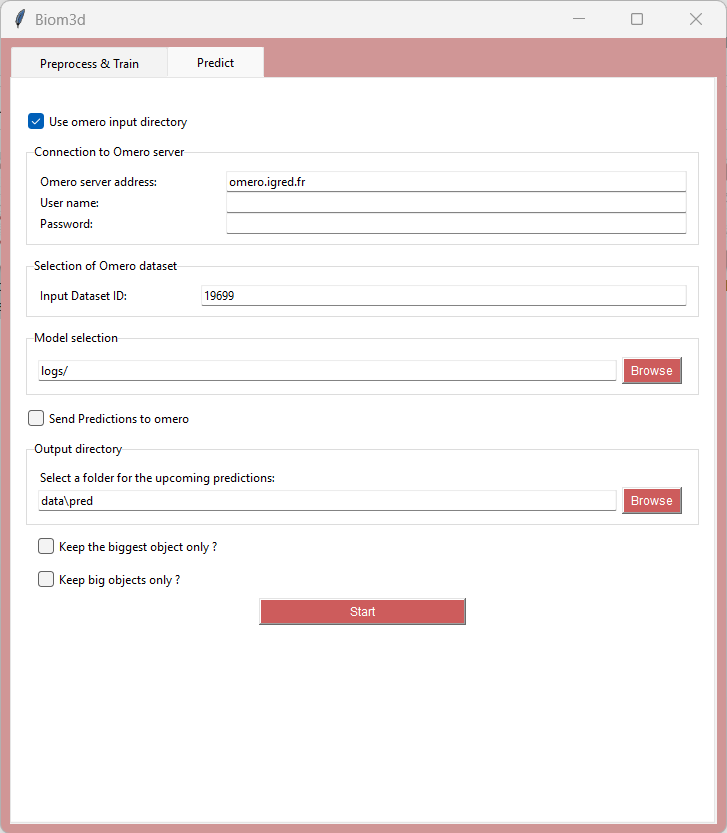 Biom3d
Preprocess & Train
Predict
Use omero input directory
Connection to Omero server
Omero server address: omero.igred.fr
User name:
Password:
Selection of Omero dataset
Input Dataset ID: 19699
Model selection
logs/ Browse
Send Predictions to omero
Output directory
Select a folder for the upcoming predictions:
data\pred Browse
Keep the biggest object only ?
Keep big objects only ?
Start